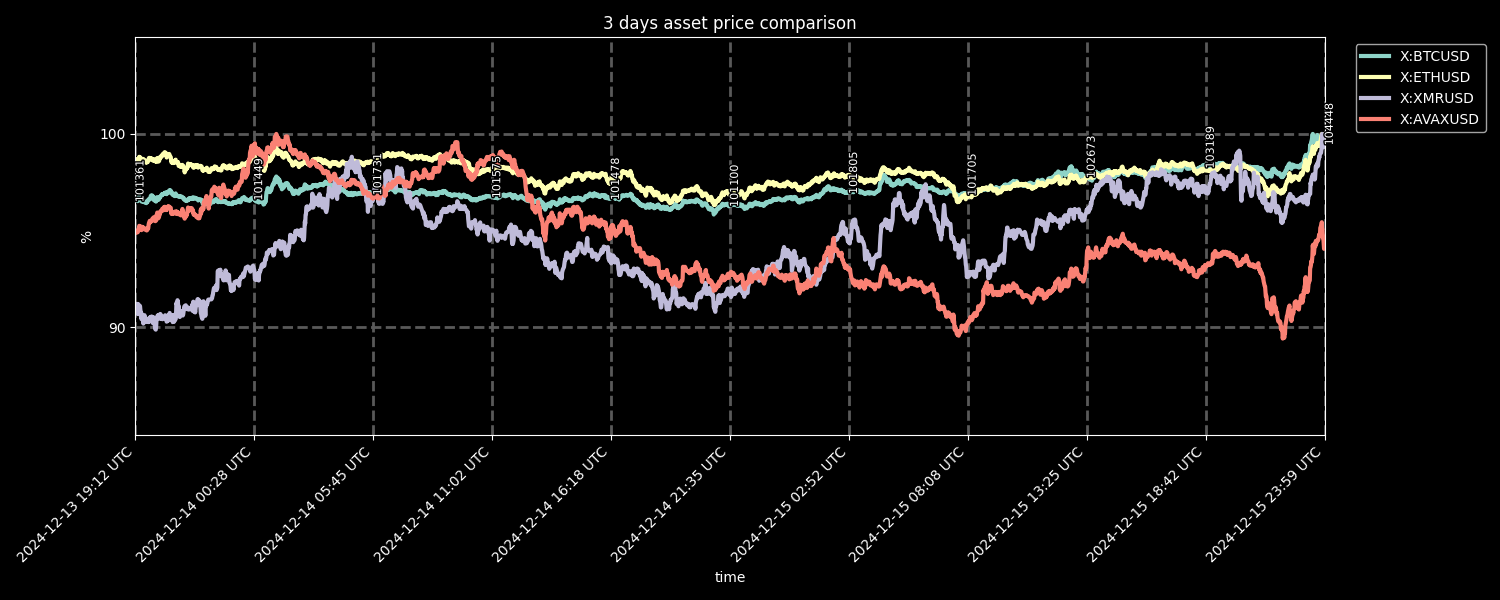 3 days asset price comparison
X:BTCUSD
X:ETHUSD
X:XMRUSD
X:AVAXUSD
100
90
%
101449
101731
101575
101478
101100
101705
102673
103189
104448
2024-12-13 19:12 UTC
2024-12-14 00:28 UTC
2024-12-14 05:45 UTC
2024-12-14 11:02 UTC
2024-12-14 16:18 UTC
2024-12-14 21:35 UTC
2024-12-15 02:52 UTC
2024-12-15 08:08 UTC
2024-12-15 13:25 UTC
2024-12-15 18:42 UTC
2024-12-15 23:59 UTC
time